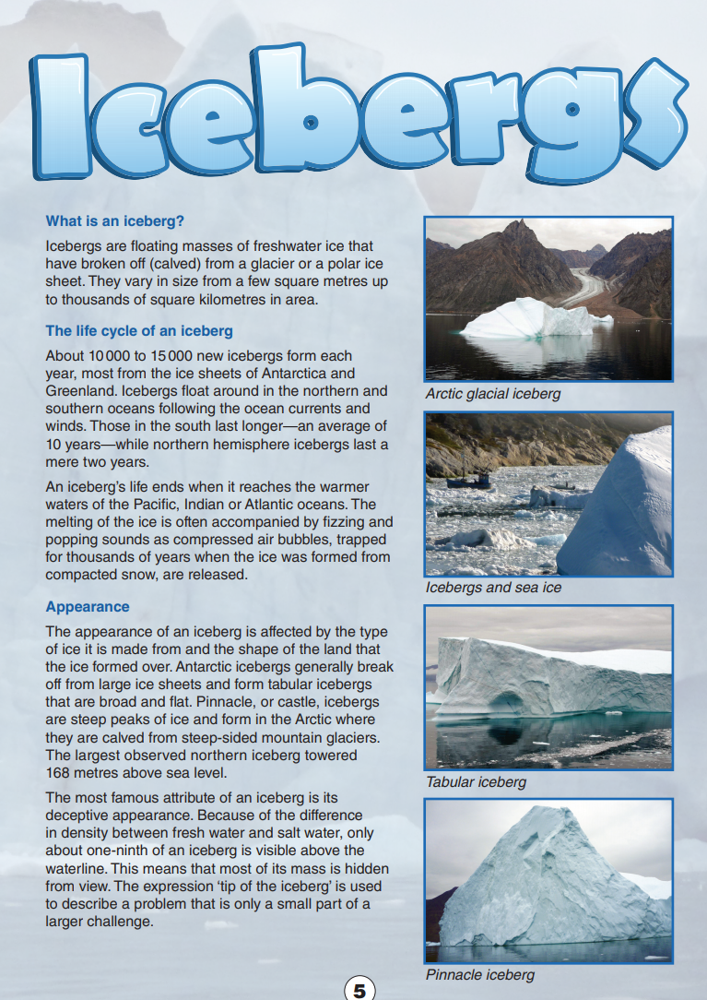 Icebergs
What is an iceberg?
Icebergs are floating masses of freshwater ice that
have broken off (calved) from a glacier or a polar ice
sheet. They vary in size from a few square metres up
to thousands of square kilometres in area.
The life cycle of an iceberg
About 10 000 to 15 000 new icebergs form each
year, most from the ice sheets of Antarctica and
Greenland. Icebergs float around in the northern and
southern oceans following the ocean currents and
winds. Those in the south last longer—an average of
10 years—while northern hemisphere icebergs last a
mere two years.
An iceberg's life ends when it reaches the warmer
waters of the Pacific, Indian or Atlantic oceans. The
melting of the ice is often accompanied by fizzing and
popping sounds as compressed air bubbles, trapped
for thousands of years when the ice was formed from
compacted snow, are released.
Appearance
The appearance of an iceberg is affected by the type
of ice it is made from and the shape of the land that
the ice formed over. Antarctic icebergs generally break
off from large ice sheets and form tabular icebergs
that are broad and flat. Pinnacle, or castle, icebergs
are steep peaks of ice and form in the Arctic where
they are calved from steep-sided mountain glaciers.
The largest observed northern iceberg towered
168 metres above sea level.
The most famous attribute of an iceberg is its
deceptive appearance. Because of the difference
in density between fresh water and salt water, only
about one-ninth of an iceberg is visible above the
waterline. This means that most of its mass is hidden
from view. The expression 'tip of the iceberg' is used
to describe a problem that is only a small part of a
larger challenge.
Arctic glacial iceberg
Icebergs and sea ice
Tabular iceberg
Pinnacle iceberg
5